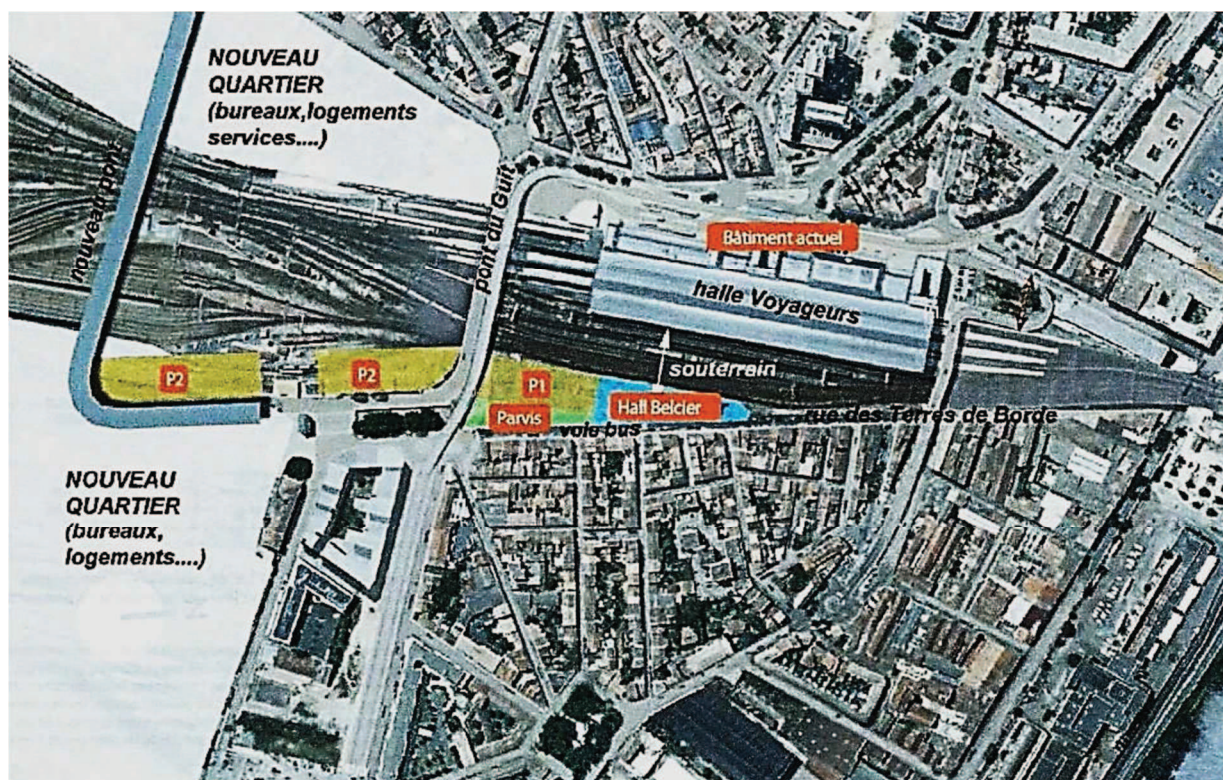 NOUVEAU
QUARTIER
(bureaux,logements
services....)
nouveau pont
pont du Guit
Bâtiment actuel
halle Voyageurs
souterrain
P2
P2
P1
Parvis
Hall Belcier
voie bus
rue des Terres de Borde
NOUVEAU
QUARTIER
(bureaux,
logements....)